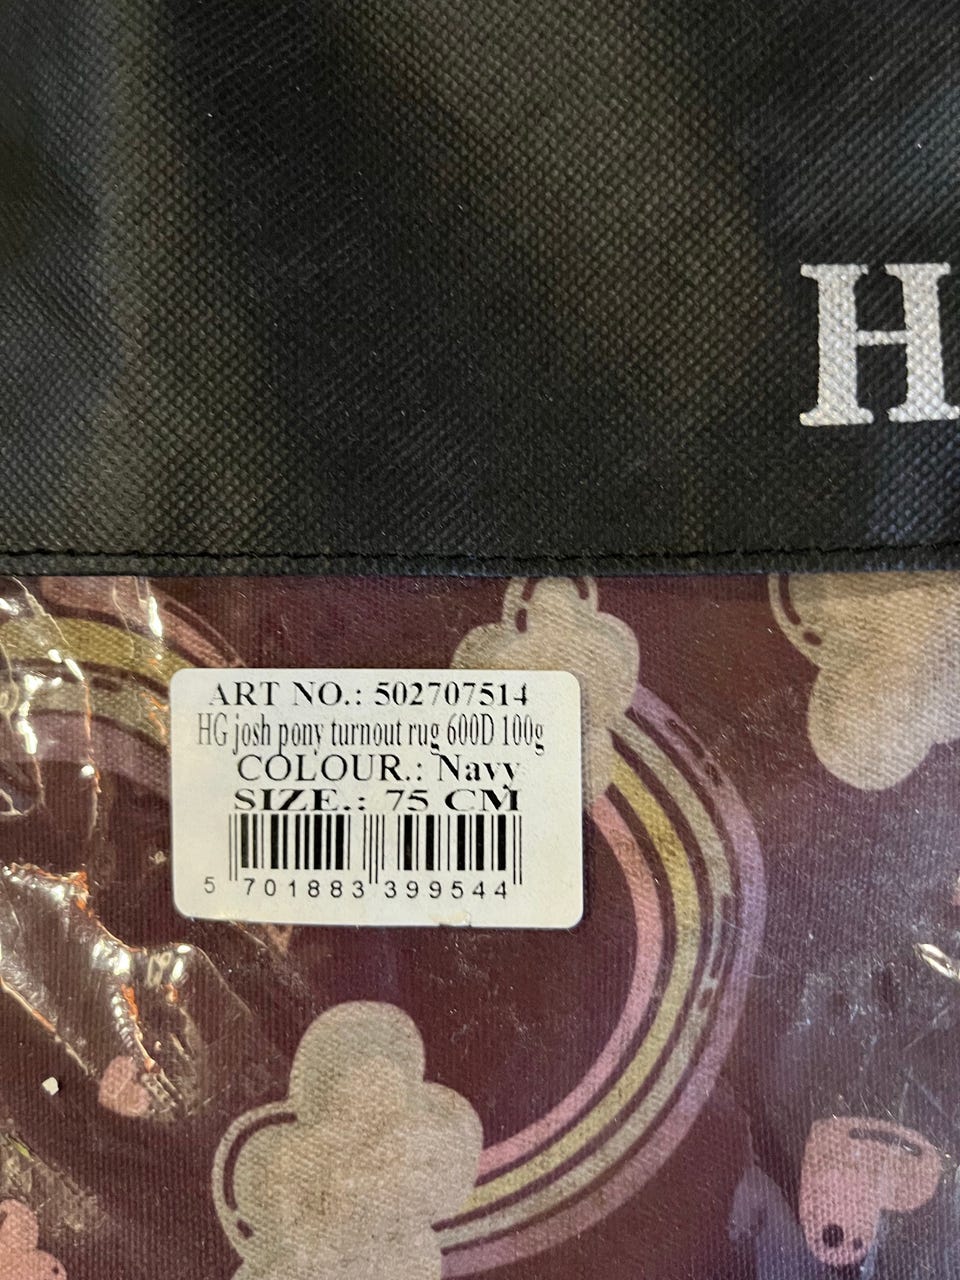 H
ART NO.: 502707514
HG josh pony turnout rug 600D 100g
COLOUR.: Navy
SIZE.: 75 CM
5 701883 399544